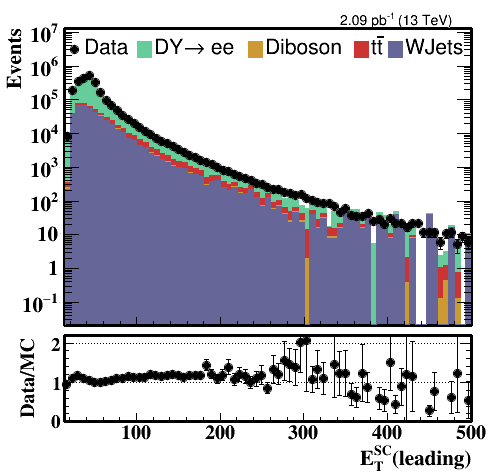 2.09 pb⁻¹ (13 TeV)
Data DY→ ee Diboson tt̄ WJets
Events
10⁷
10⁶
10⁵
10⁴
10³
10²
10
1
10⁻¹
Data/MC
2
1
0
100 200 300 400 500
E_T^SC(leading)